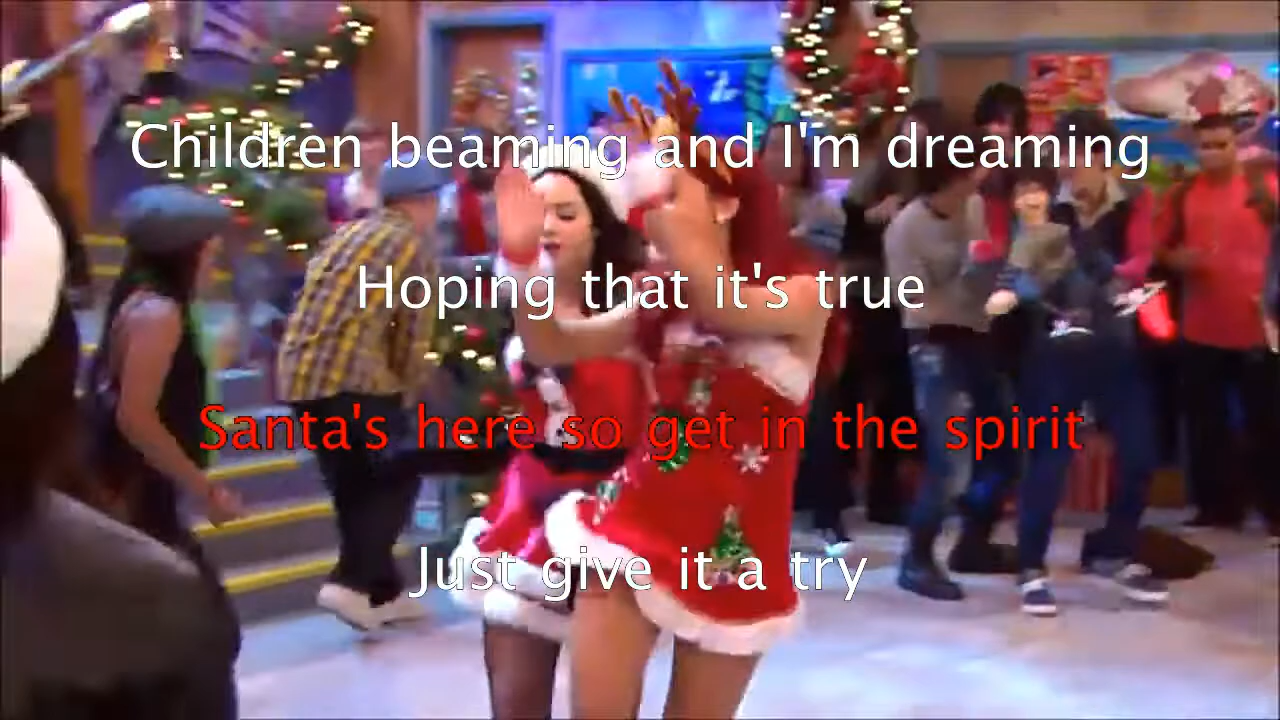 Children beaming and I'm dreaming
Hoping that it's true
Santa's here so get in the spirit
Just give it a try